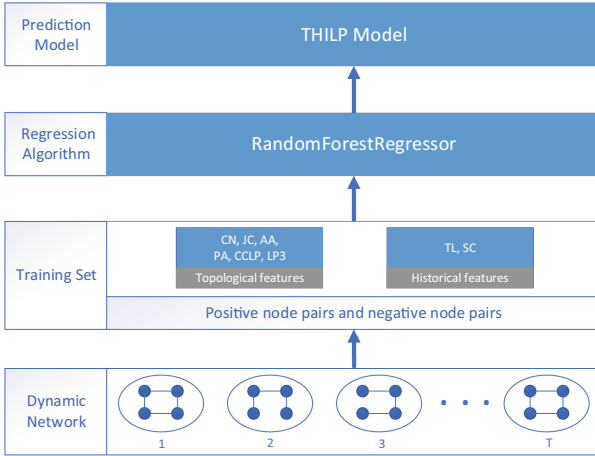 Prediction
Model
THILP Model
Regression
Algorithm
RandomForestRegressor
Training Set
CN, JC, AA,
PA, CCLP, LP3
Topological features
TL, SC
Historical features
Positive node pairs and negative node pairs
Dynamic
Network
1
2
3
T